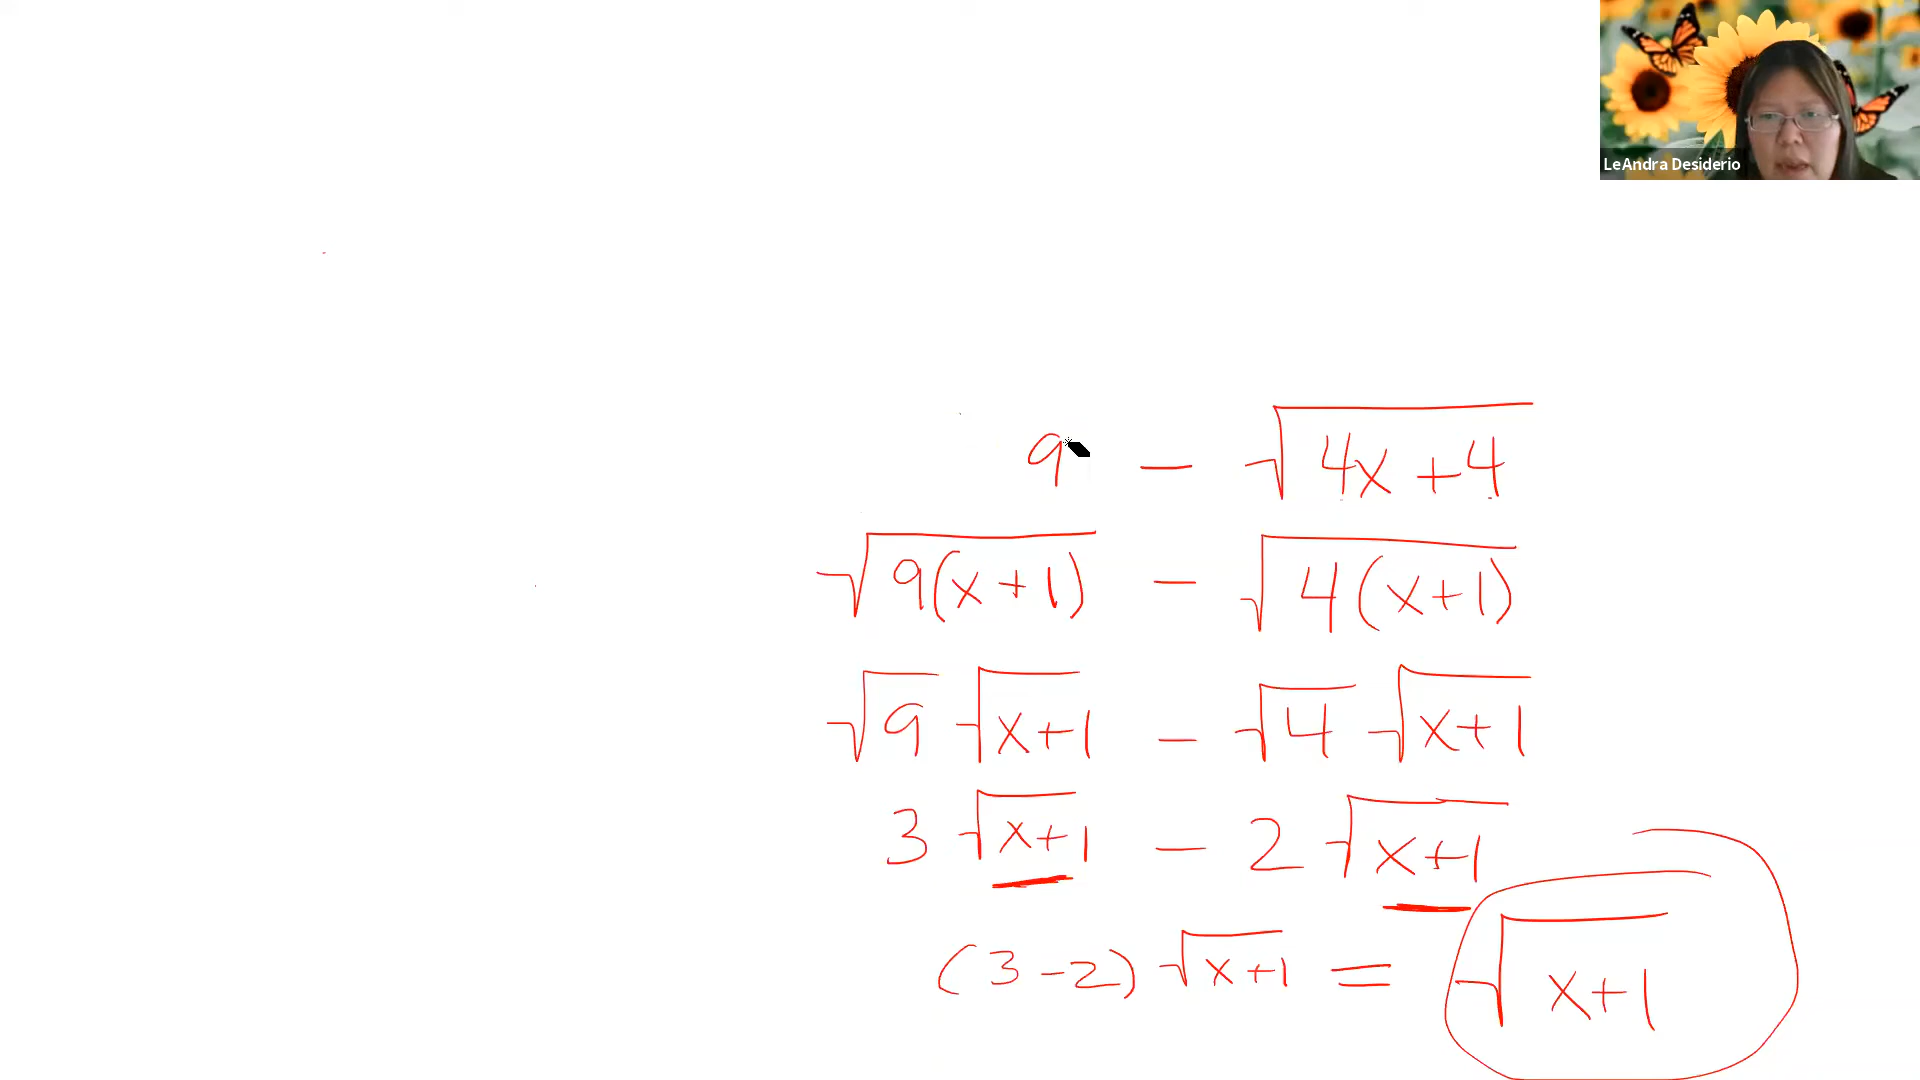 LeAndra Desiderio
9 - √(4x+4)
√(9(x+1)) - √(4(x+1))
√9 √(x+1) - √4 √(x+1)
3 √(x+1) - 2 √(x+1)
(3-2) √(x+1) = √(x+1)